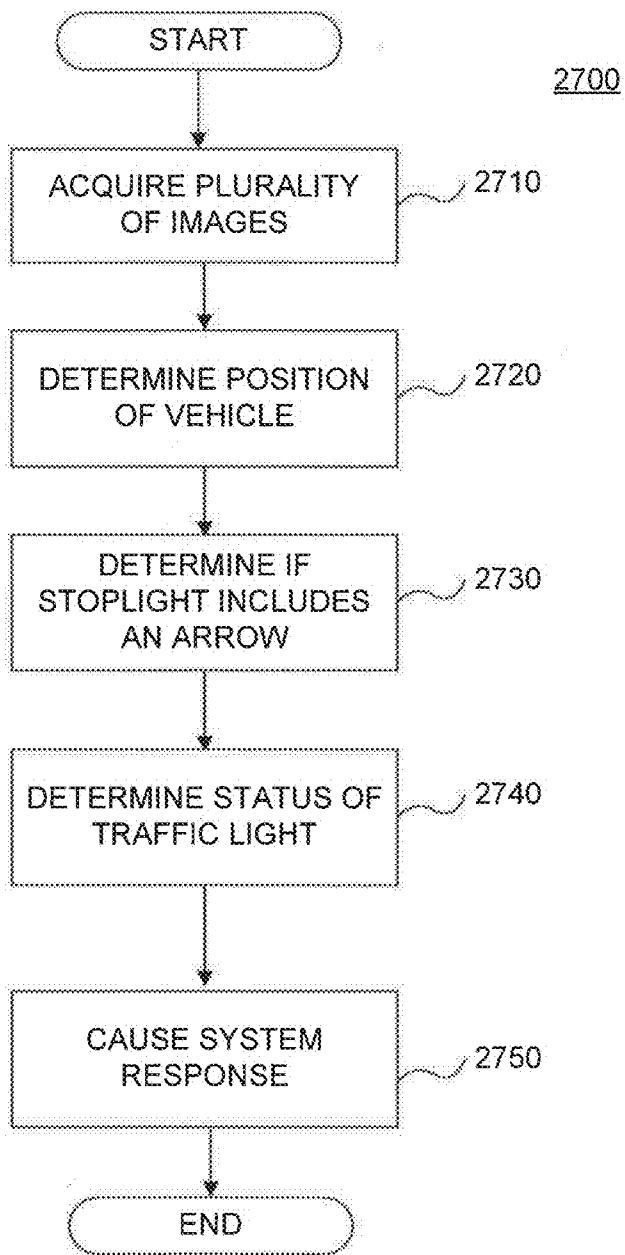 START
2700
ACQUIRE PLURALITY
OF IMAGES
2710
DETERMINE POSITION
OF VEHICLE
2720
DETERMINE IF
STOPLIGHT INCLUDES
AN ARROW
2730
DETERMINE STATUS OF
TRAFFIC LIGHT
2740
CAUSE SYSTEM
RESPONSE
2750
END